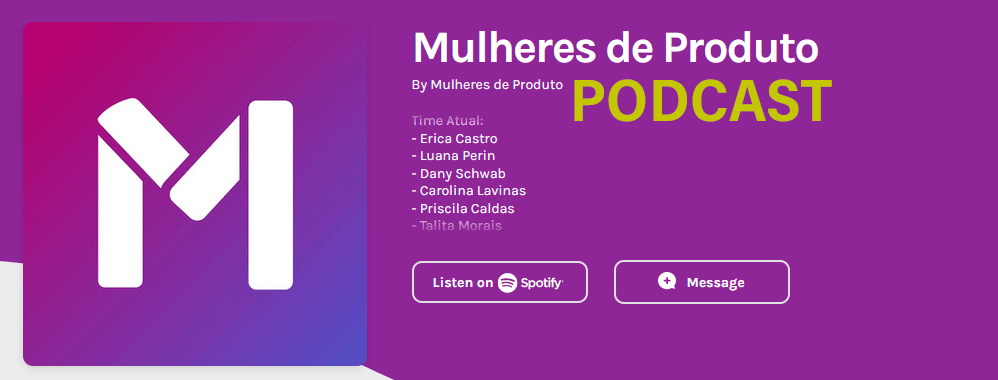 Mulheres de Produto
By Mulheres de Produto
PODCAST
Time Atual:
- Erica Castro
- Luana Perin
- Dany Schwab
- Carolina Lavinas
- Priscila Caldas
- Talita Morais
Listen on Spotify
Message
M